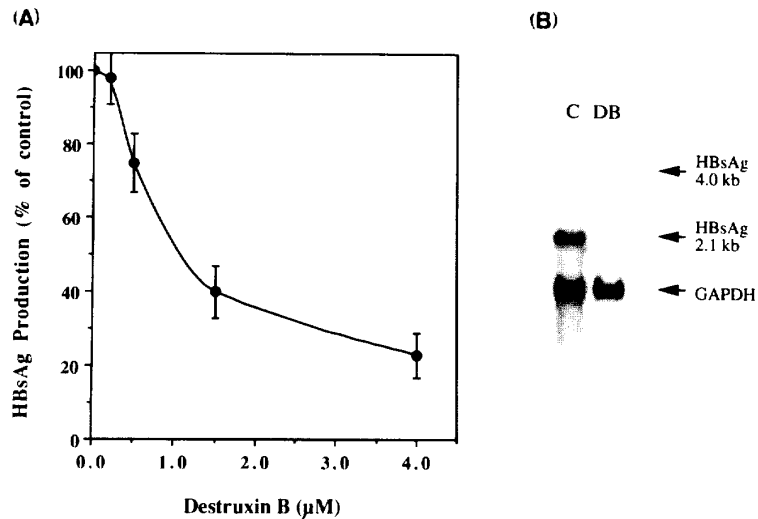 (A)
HBsAg Production (% of control)
100
80
60
40
20
0
0.0 1.0 2.0 3.0 4.0
Destruxin B (μM)
(B)
C DB
HBsAg
4.0 kb
HBsAg
2.1 kb
GAPDH